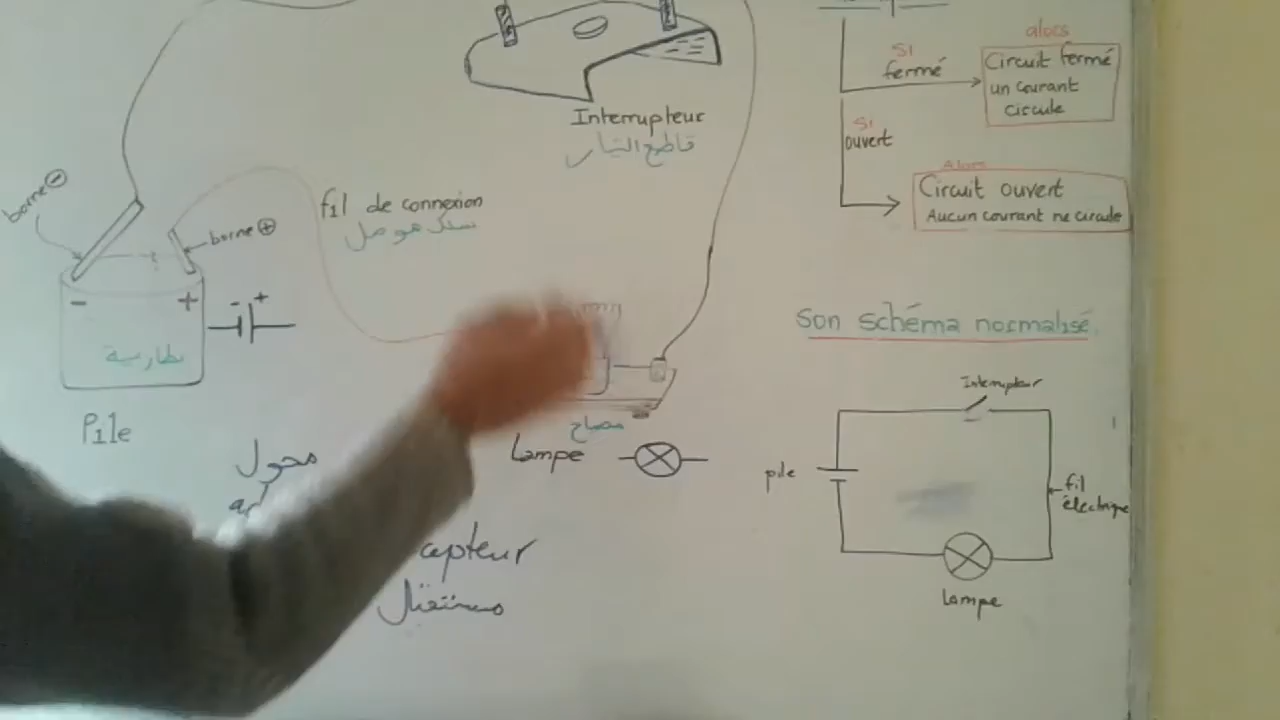 Interrupteur
قاطع التيار
borne -
borne +
fil de connexion
سلك موصل
- +
بطارية
- +
Pile
Lampe
مصباح
محول
capteur
مستقبل
alors
Si
fermé
Circuit fermé
un courant
circule
Si
ouvert
Alors
Circuit ouvert
Aucun courant ne circule
Son schéma normalisé
Interrupteur
pile
fil
électrique
Lampe